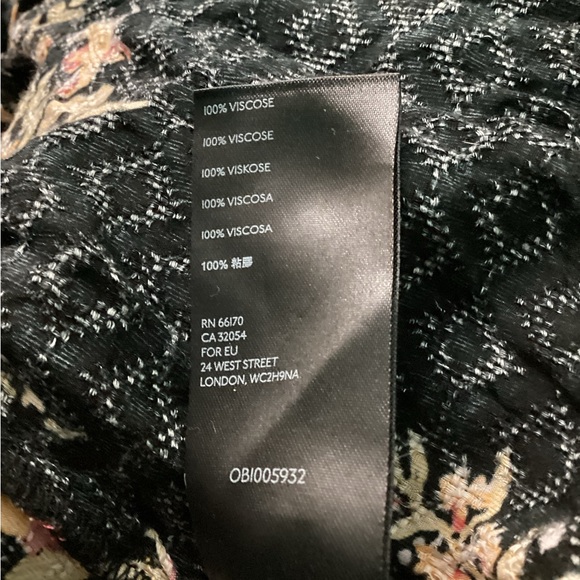 100% VISCOSE
100% VISCOSE
100% VISKOSE
100% VISCOSA
100% VISCOSA
100% 粘膠
RN 66170
CA 32054
FOR EU
24 WEST STREET
LONDON, WC2H9NA
OB1005932